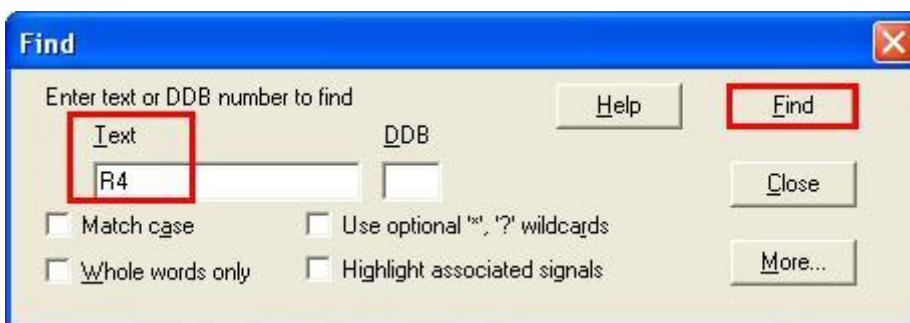 Find
Enter text or DDB number to find
Help
Find
Text
DDB
R4
Close
Match case
Use optional '*', '?' wildcards
Whole words only
Highlight associated signals
More...